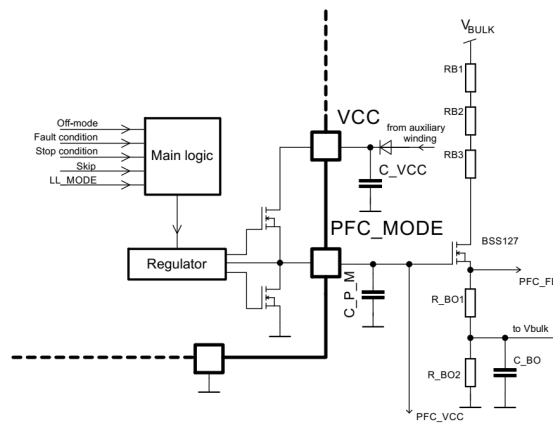 VBULK
RB1
RB2
RB3
Off-mode
Fault condition
Stop condition
Skip
LL_MODE
Main logic
VCC
from auxiliary
winding
C_VCC
PFC_MODE
BSS127
Regulator
C_P_M
PFC_FB
R_BO1
to Vbulk
R_BO2
C_BO
PFC_VCC